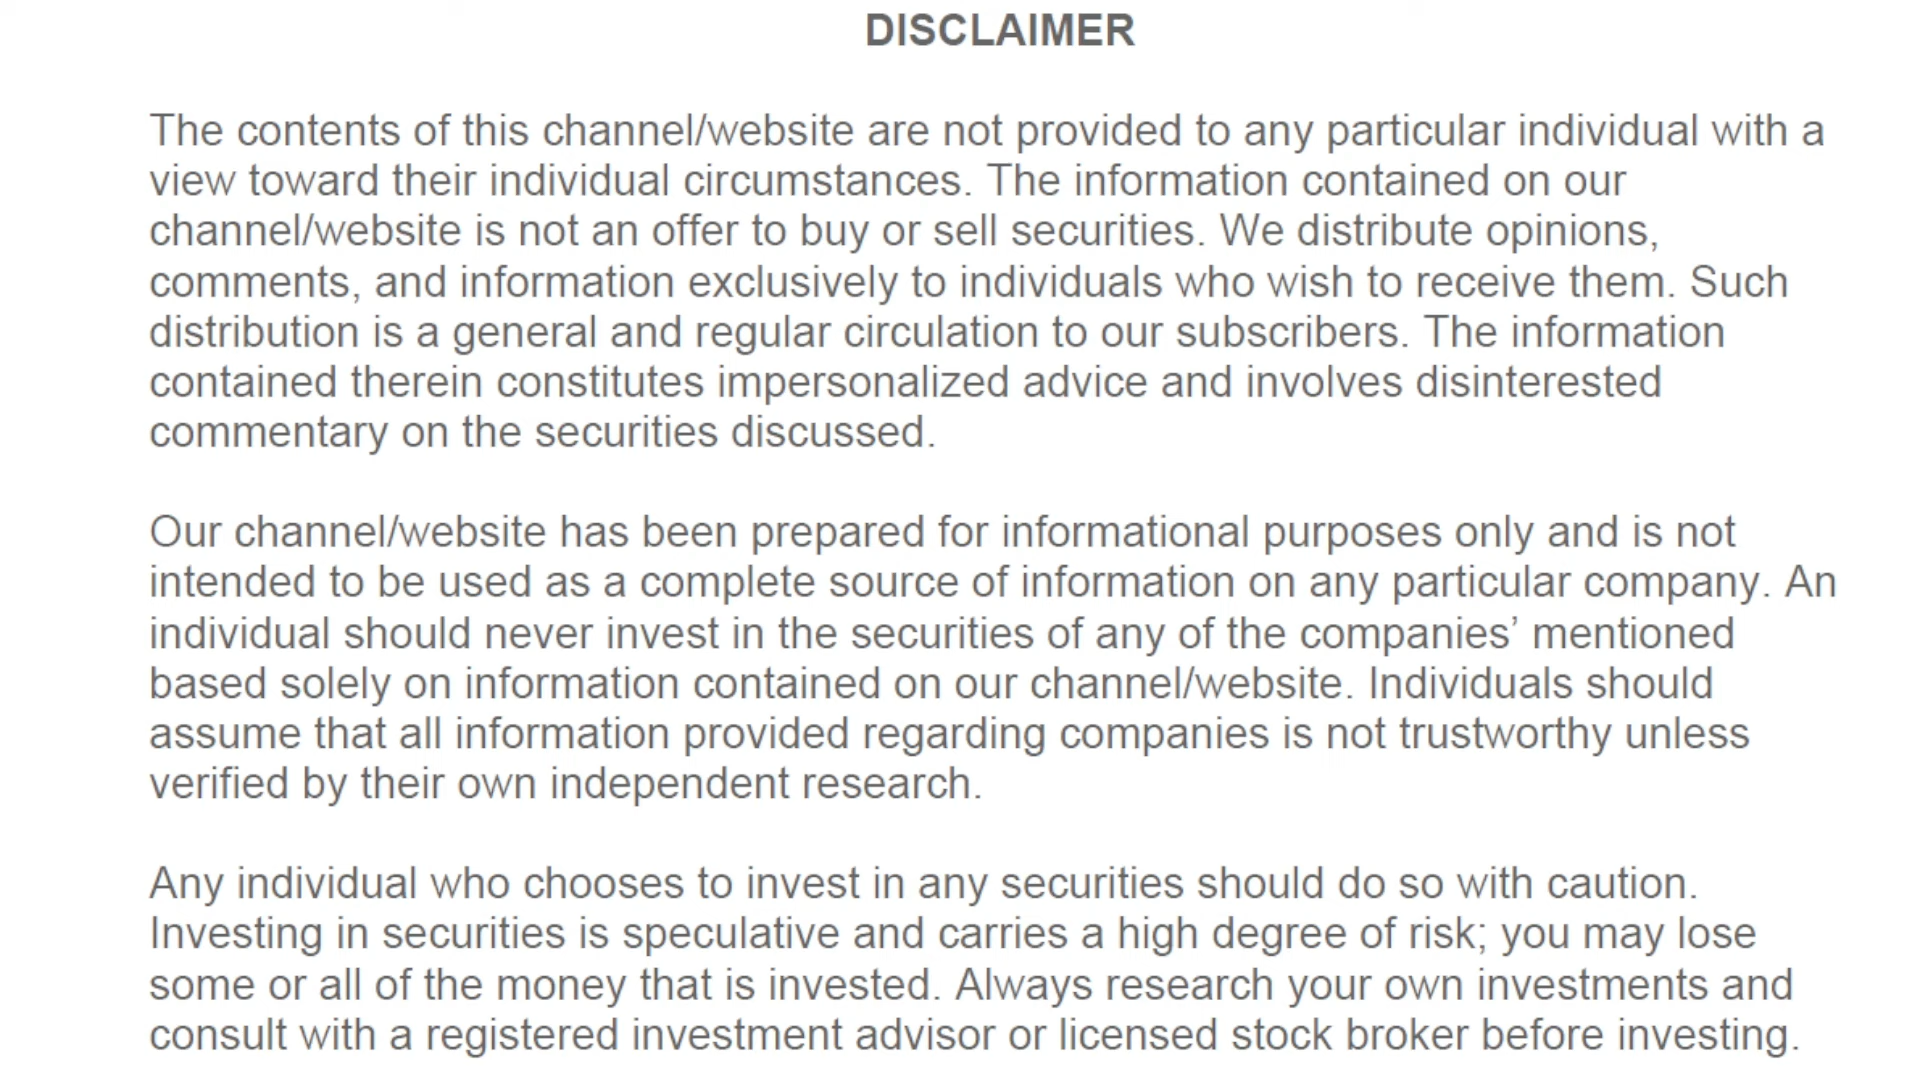 DISCLAIMER
The contents of this channel/website are not provided to any particular individual with a
view toward their individual circumstances. The information contained on our
channel/website is not an offer to buy or sell securities. We distribute opinions,
comments, and information exclusively to individuals who wish to receive them. Such
distribution is a general and regular circulation to our subscribers. The information
contained therein constitutes impersonalized advice and involves disinterested
commentary on the securities discussed.
Our channel/website has been prepared for informational purposes only and is not
intended to be used as a complete source of information on any particular company. An
individual should never invest in the securities of any of the companies’ mentioned
based solely on information contained on our channel/website. Individuals should
assume that all information provided regarding companies is not trustworthy unless
verified by their own independent research.
Any individual who chooses to invest in any securities should do so with caution.
Investing in securities is speculative and carries a high degree of risk; you may lose
some or all of the money that is invested. Always research your own investments and
consult with a registered investment advisor or licensed stock broker before investing.